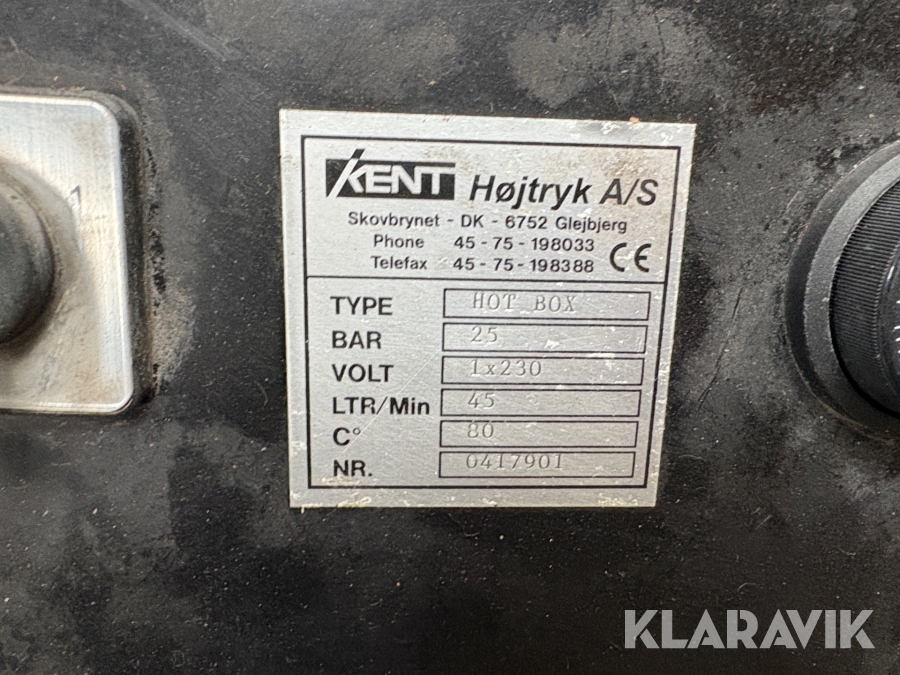 KENT Højtryk A/S
Skovbrynet - DK - 6752 Glejbjerg
Phone 45 - 75 - 198033
Telefax 45 - 75 - 198388 CE
TYPE HOT BOX
BAR 25
VOLT 1x230
LTR/Min 45
C° 80
NR. 0417901
KLARAVIK